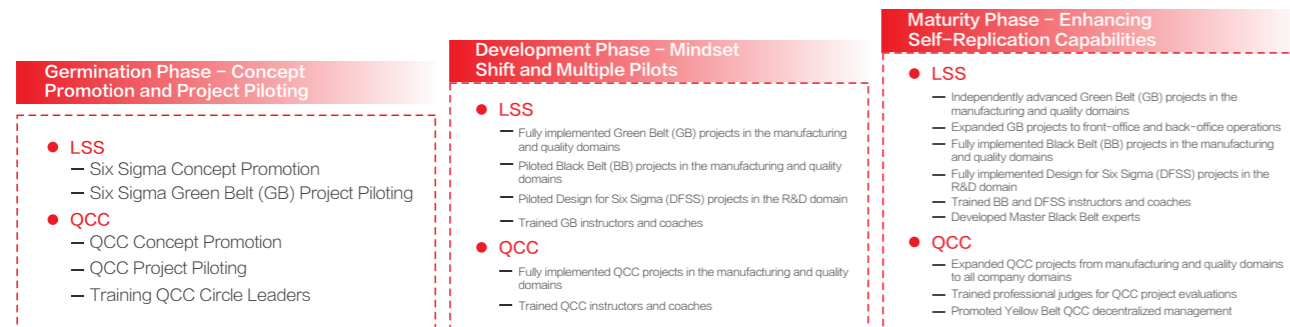 Germination Phase – Concept
Promotion and Project Piloting
LSS
— Six Sigma Concept Promotion
— Six Sigma Green Belt (GB) Project Piloting
QCC
— QCC Concept Promotion
— QCC Project Piloting
— Training QCC Circle Leaders
Development Phase – Mindset
Shift and Multiple Pilots
LSS
— Fully implemented Green Belt (GB) projects in the manufacturing
and quality domains
— Piloted Black Belt (BB) projects in the manufacturing and quality
domains
— Piloted Design for Six Sigma (DFSS) projects in the R&D domain
— Trained GB instructors and coaches
QCC
— Fully implemented QCC projects in the manufacturing and quality
domains
— Trained QCC instructors and coaches
Maturity Phase – Enhancing
Self-Replication Capabilities
LSS
— Independently advanced Green Belt (GB) projects in the
manufacturing and quality domains
— Expanded GB projects to front-office and back-office operations
— Fully implemented Black Belt (BB) projects in the manufacturing
and quality domains
— Fully implemented Design for Six Sigma (DFSS) projects in the
R&D domain
— Trained BB and DFSS instructors and coaches
— Developed Master Black Belt experts
QCC
— Expanded QCC projects from manufacturing and quality domains
to all company domains
— Trained professional judges for QCC project evaluations
— Promoted Yellow Belt QCC decentralized management